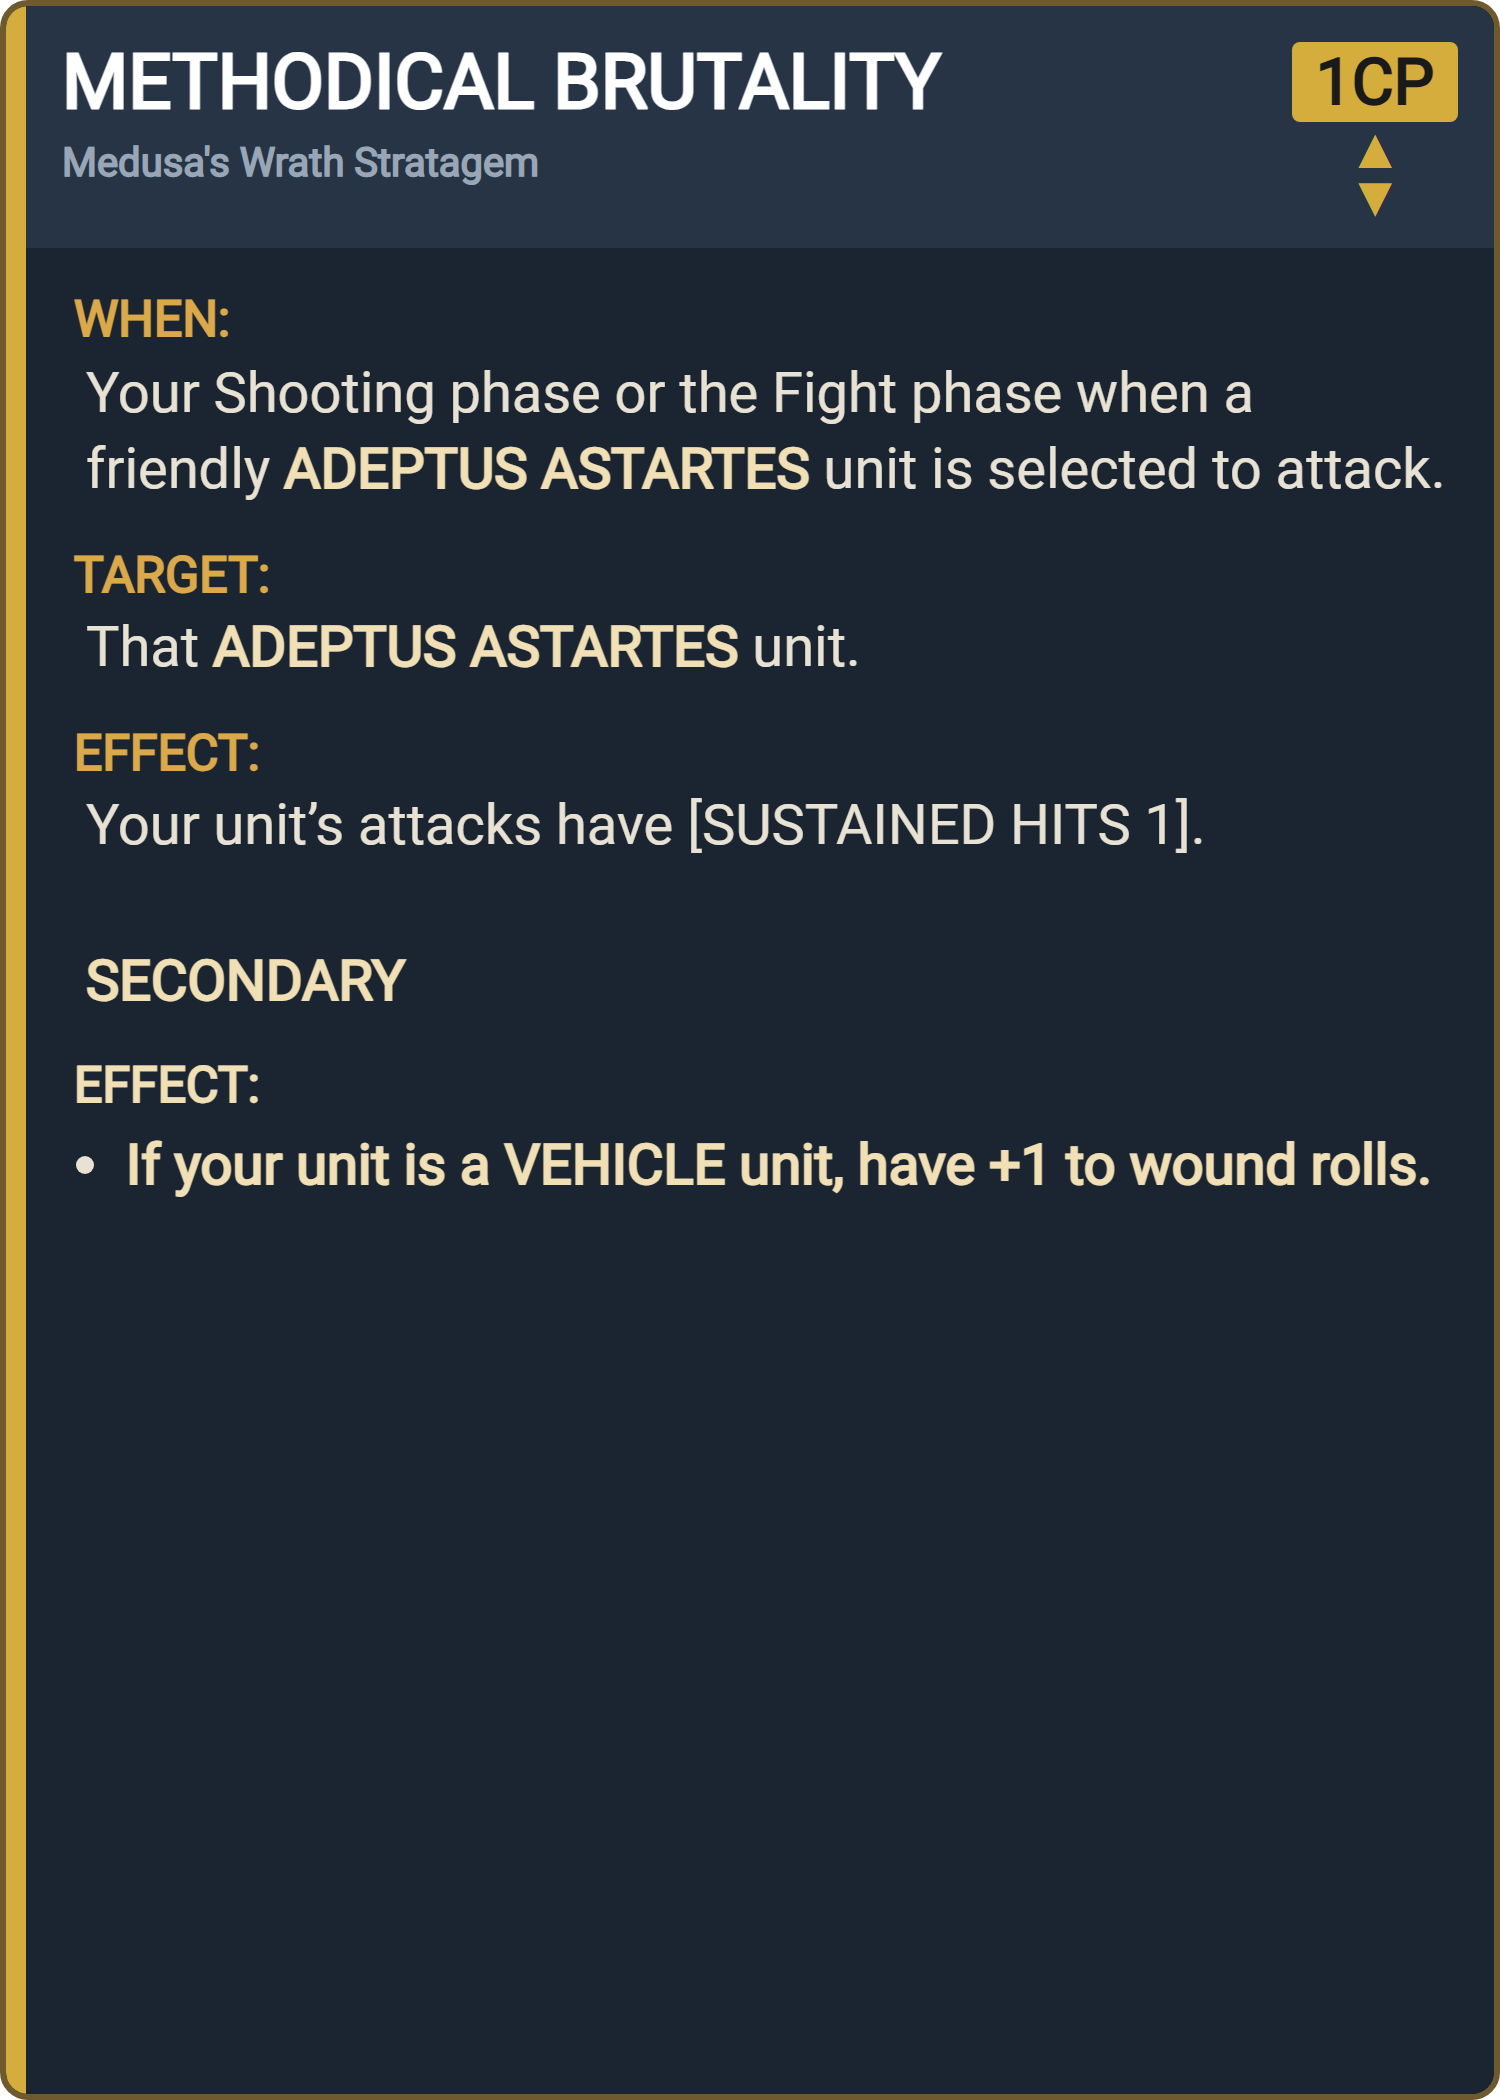 METHODICAL BRUTALITY
1CP
Medusa's Wrath Stratagem
WHEN:
Your Shooting phase or the Fight phase when a
friendly ADEPTUS ASTARTES unit is selected to attack.
TARGET:
That ADEPTUS ASTARTES unit.
EFFECT:
Your unit’s attacks have [SUSTAINED HITS 1].
SECONDARY
EFFECT:
• If your unit is a VEHICLE unit, have +1 to wound rolls.